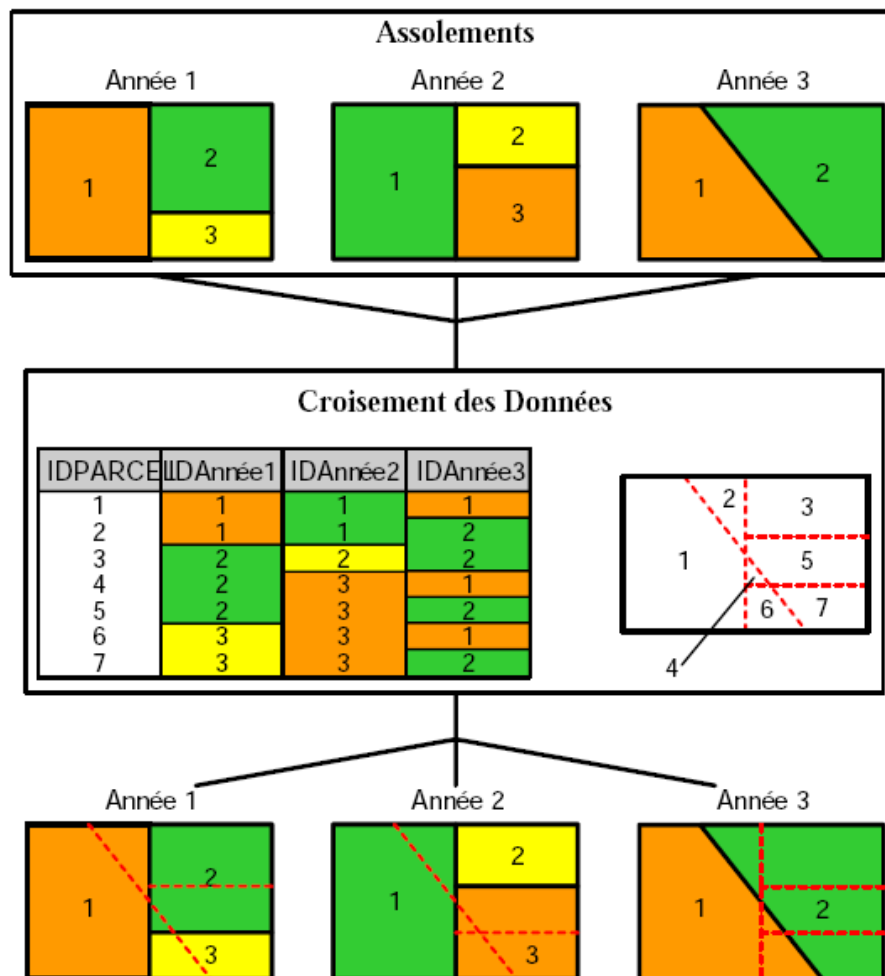 Assolements
Année 1 Année 2 Année 3
1 2 3 1 2 3 1 2
Croisement des Données
IDPARCE IDAnnée1 IDAnnée2 IDAnnée3
1 1 1 1
2 1 1 2
3 2 2 2
4 2 3 1
5 2 3 2
6 3 3 1
7 3 3 2
1 2 3 5 6 7 4
Année 1 Année 2 Année 3
1 2 3 1 2 3 1 2